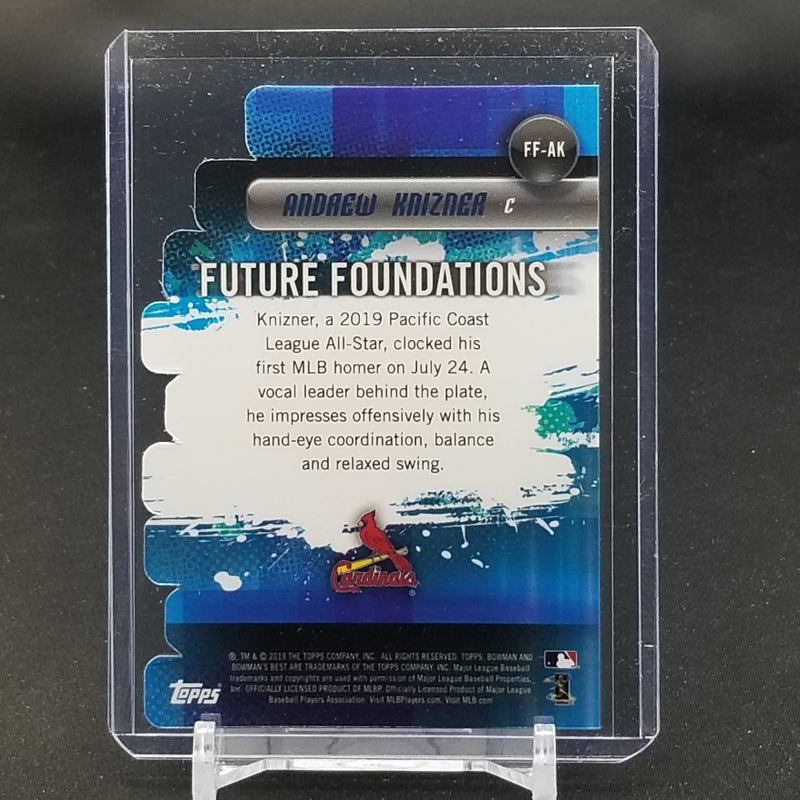 FF-AK
ANDREW KNIZNER C
FUTURE FOUNDATIONS
Knizner, a 2019 Pacific Coast
League All-Star, clocked his
first MLB homer on July 24. A
vocal leader behind the plate,
he impresses offensively with his
hand-eye coordination, balance
and relaxed swing.
Cardinals
®, TM & © 2019 THE TOPPS COMPANY, INC. ALL RIGHTS RESERVED. TOPPS, BOWMAN AND
BOWMAN'S BEST ARE TRADEMARKS OF THE TOPPS COMPANY, INC. Major League Baseball
trademarks and copyrights are used with permission of Major League Baseball Properties,
Inc. OFFICIALLY LICENSED PRODUCT OF MLBP. Officially Licensed Product of Major League
Baseball Players Association. Visit MLBPlayers.com. Visit MLB.com
TOPPS